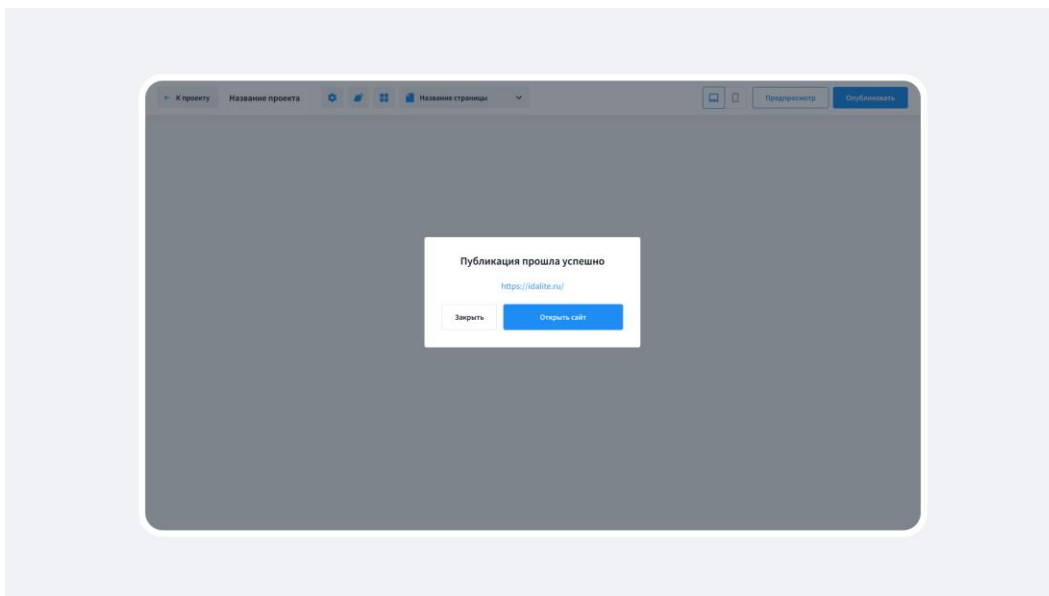 ← К проекту Название проекта Название страницы Предпросмотр Опубликовать
Публикация прошла успешно
https://idalite.ru/
Закрыть Открыть сайт